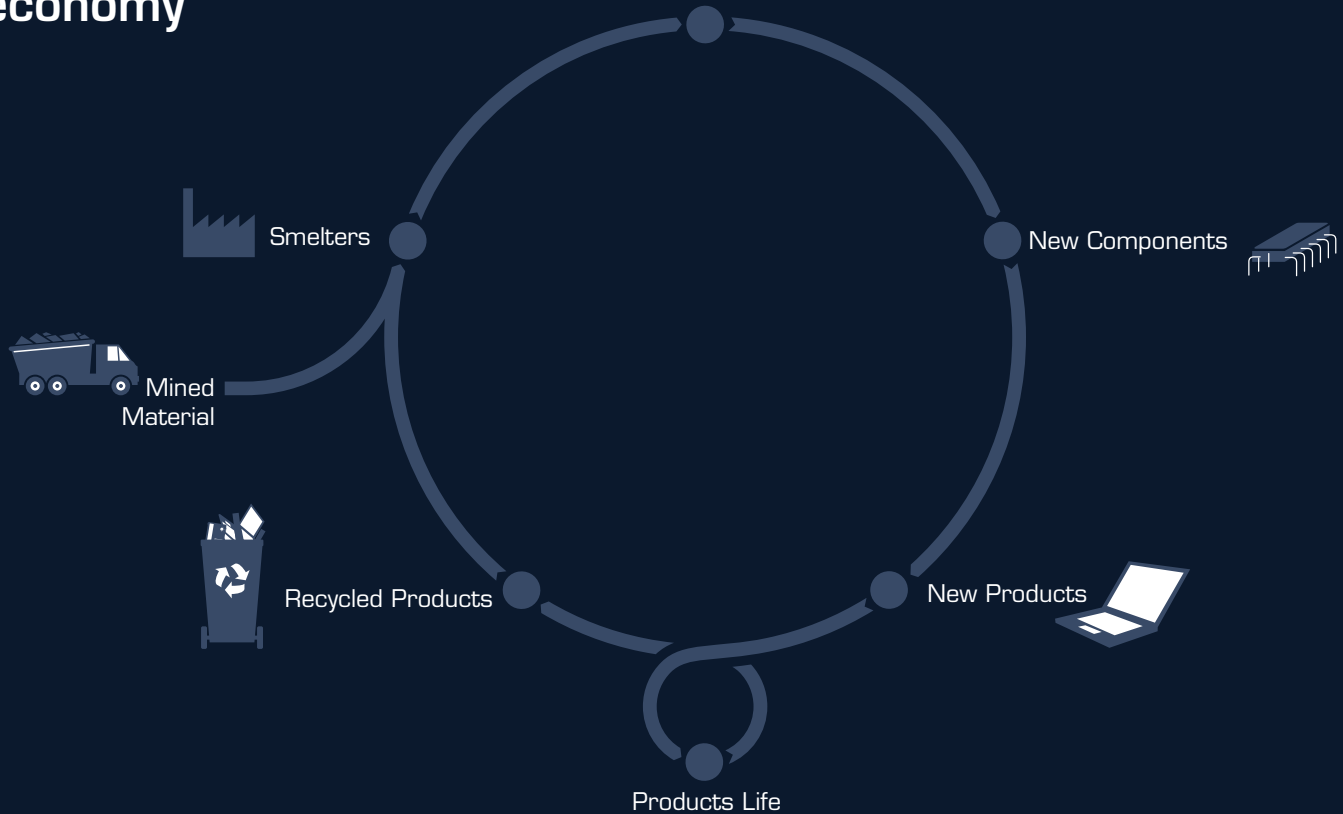 economy
Smelters
New Components
Mined
Material
Recycled Products
New Products
Products Life